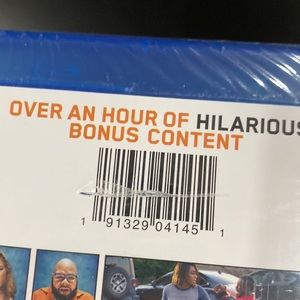 OVER AN HOUR OF HILARIOUS
BONUS CONTENT
1 91329 04145 1